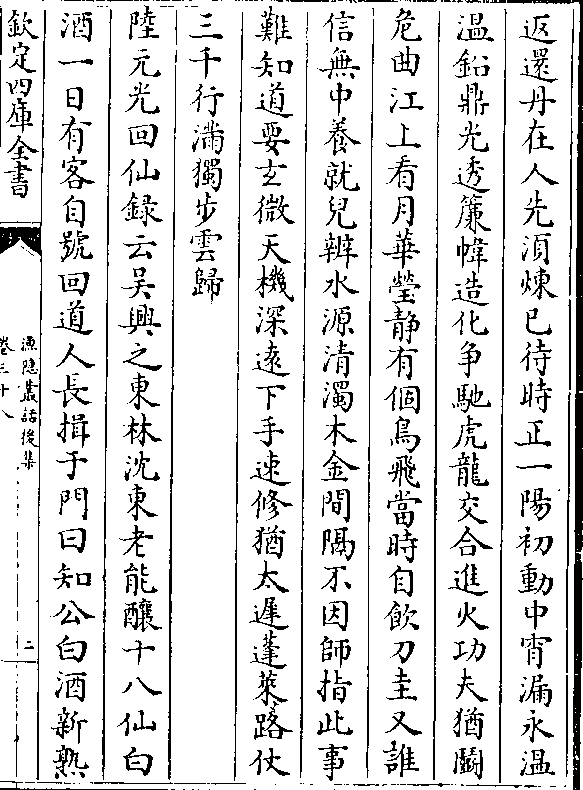 返還丹在人先須煉已待時正一陽初動中宵漏永温
温鉛鼎光透簾幃造化争馳虎龍交合進火功夫猶鬭
危曲江上看月華瑩静有個烏飛當時自飲刀圭又誰
信無中養就兒辨水源清濁木金間隔不因師指此事
難知道要玄微天機深遠下手速修猶太遲蓬萊路仗
三千行滿獨步雲歸
陸元光回仙録云吴興之東林沈東老能釀十八仙白
酒一日有客自號回道人長揖于門曰知公白酒新熟
欽定四庫全書
漁隐叢話後集
卷三十八
二